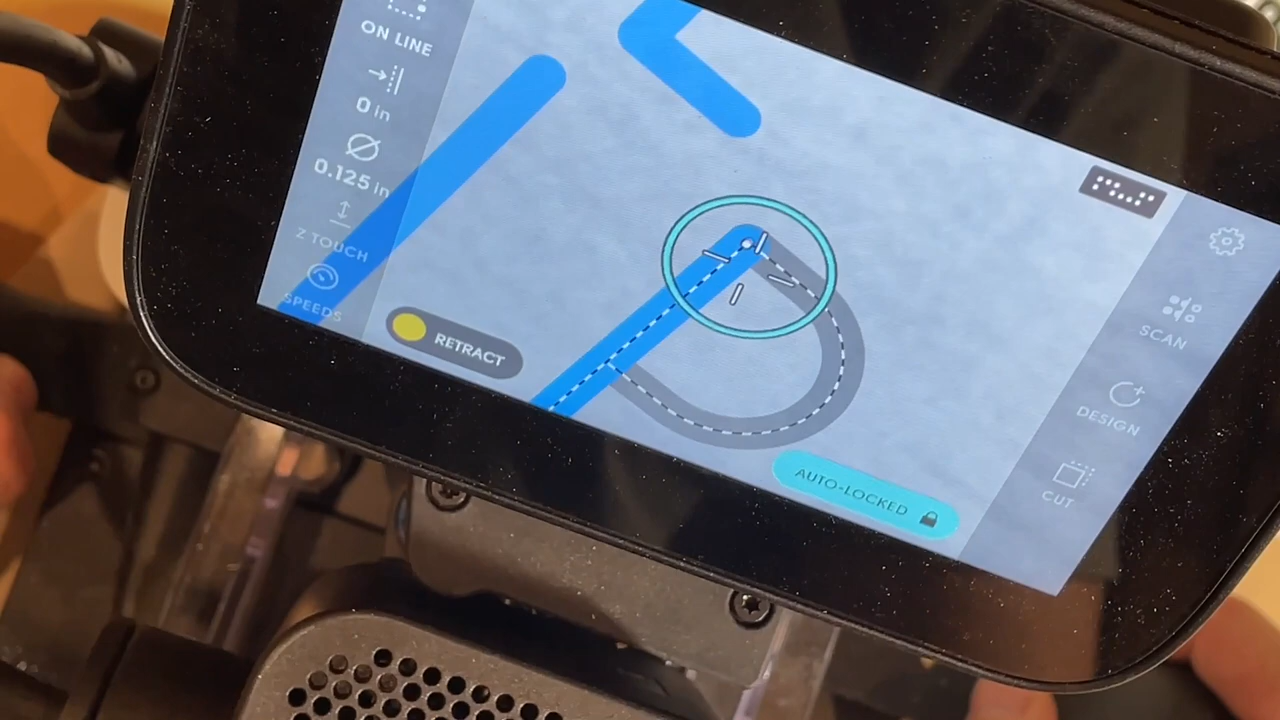 ON LINE
0 in
0.125 in
Z TOUCH
SPEEDS
RETRACT
AUTO-LOCKED
SCAN
DESIGN
CUT